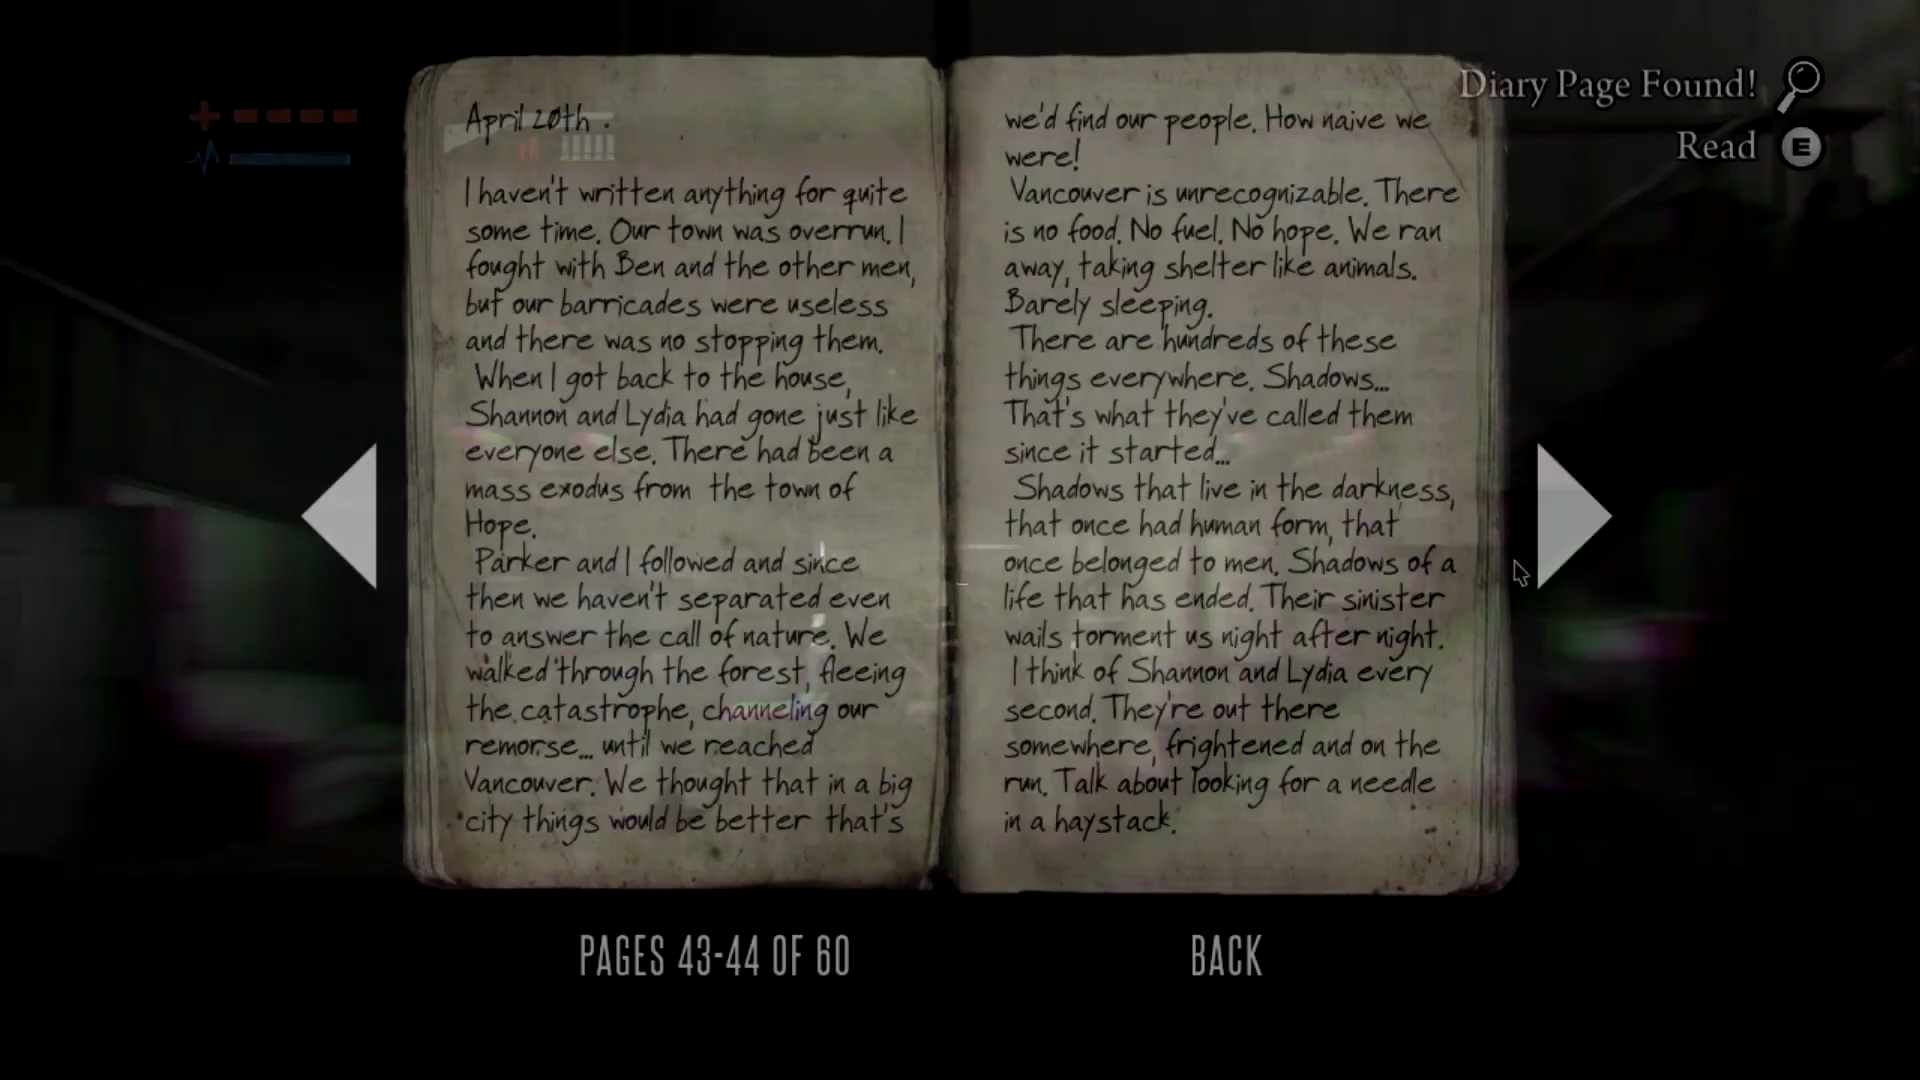 Diary Page Found!
Read
E
April 20th
I haven't written anything for quite
some time. Our town was overrun. I
fought with Ben and the other men,
but our barricades were useless
and there was no stopping them.
When I got back to the house,
Shannon and Lydia had gone just like
everyone else. There had been a
mass exodus from the town of
Hope.
Parker and I followed and since
then we haven't separated even
to answer the call of nature. We
walked through the forest, fleeing
the catastrophe, channeling our
remorse... until we reached
Vancouver. We thought that in a big
city things would be better that's
we'd find our people. How naive we
were!
Vancouver is unrecognizable. There
is no food. No fuel. No hope. We ran
away, taking shelter like animals.
Barely sleeping.
There are hundreds of these
things everywhere. Shadows...
That's what they've called them
since it started...
Shadows that live in the darkness,
that once had human form, that
once belonged to men. Shadows of a
life that has ended. Their sinister
wails torment us night after night.
I think of Shannon and Lydia every
second. They're out there
somewhere, frightened and on the
run. Talk about looking for a needle
in a haystack.
PAGES 43-44 OF 60
BACK